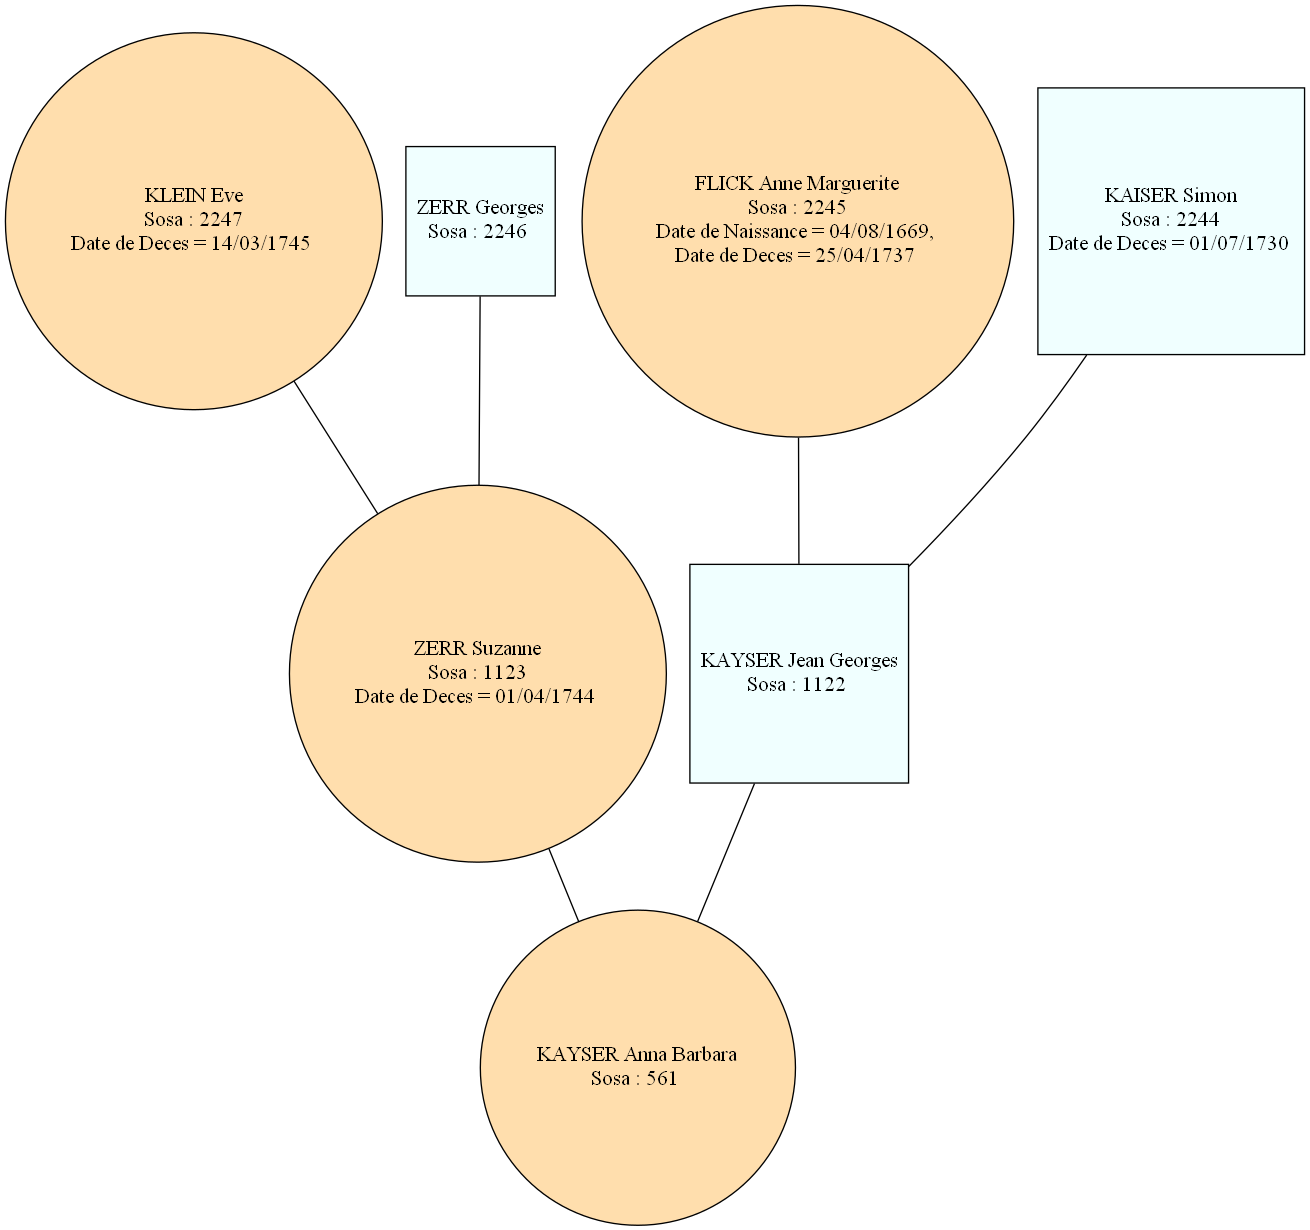 KLEIN Eve
Sosa : 2247
Date de Deces = 14/03/1745
ZERR Georges
Sosa : 2246
FLICK Anne Marguerite
Sosa : 2245
Date de Naissance = 04/08/1669,
Date de Deces = 25/04/1737
KAISER Simon
Sosa : 2244
Date de Deces = 01/07/1730
ZERR Suzanne
Sosa : 1123
Date de Deces = 01/04/1744
KAYSER Jean Georges
Sosa : 1122
KAYSER Anna Barbara
Sosa : 561